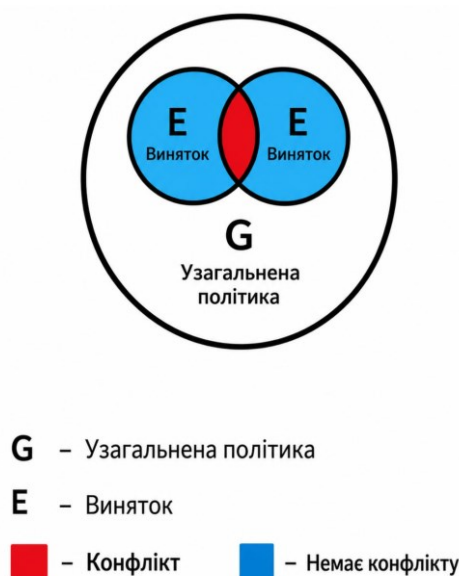 E E
Виняток Виняток
G
Узагальнена
політика
G – Узагальнена політика
E – Виняток
– Конфлікт – Немає конфлікту